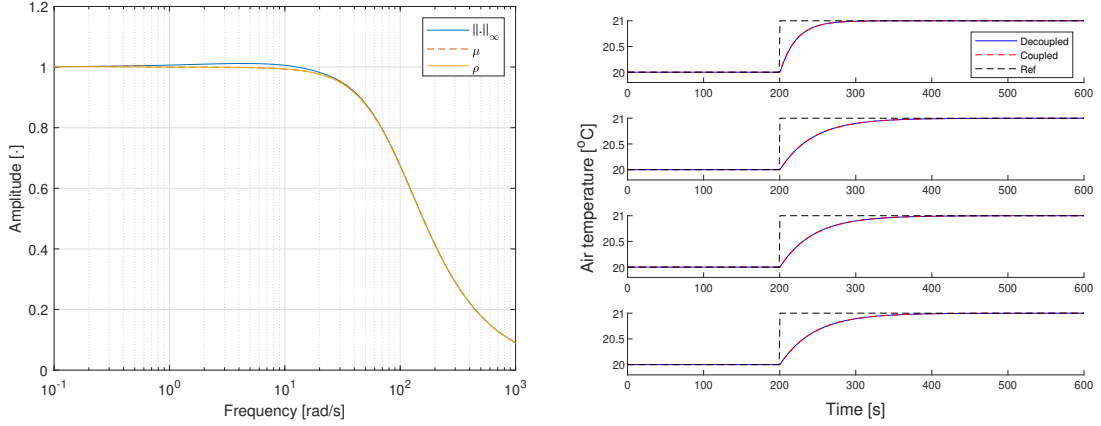 1.2
1
0.8
0.6
0.4
0.2
0
10^-1
10^0
10^1
10^2
10^3
Amplitude [·]
Frequency [rad/s]
||·||∞
μ
ρ
21
20.5
20
0 100 200 300 400 500 600
Decoupled
Coupled
Ref
21
20.5
20
0 100 200 300 400 500 600
21
20.5
20
0 100 200 300 400 500 600
21
20.5
20
0 100 200 300 400 500 600
Air temperature [°C]
Time [s]